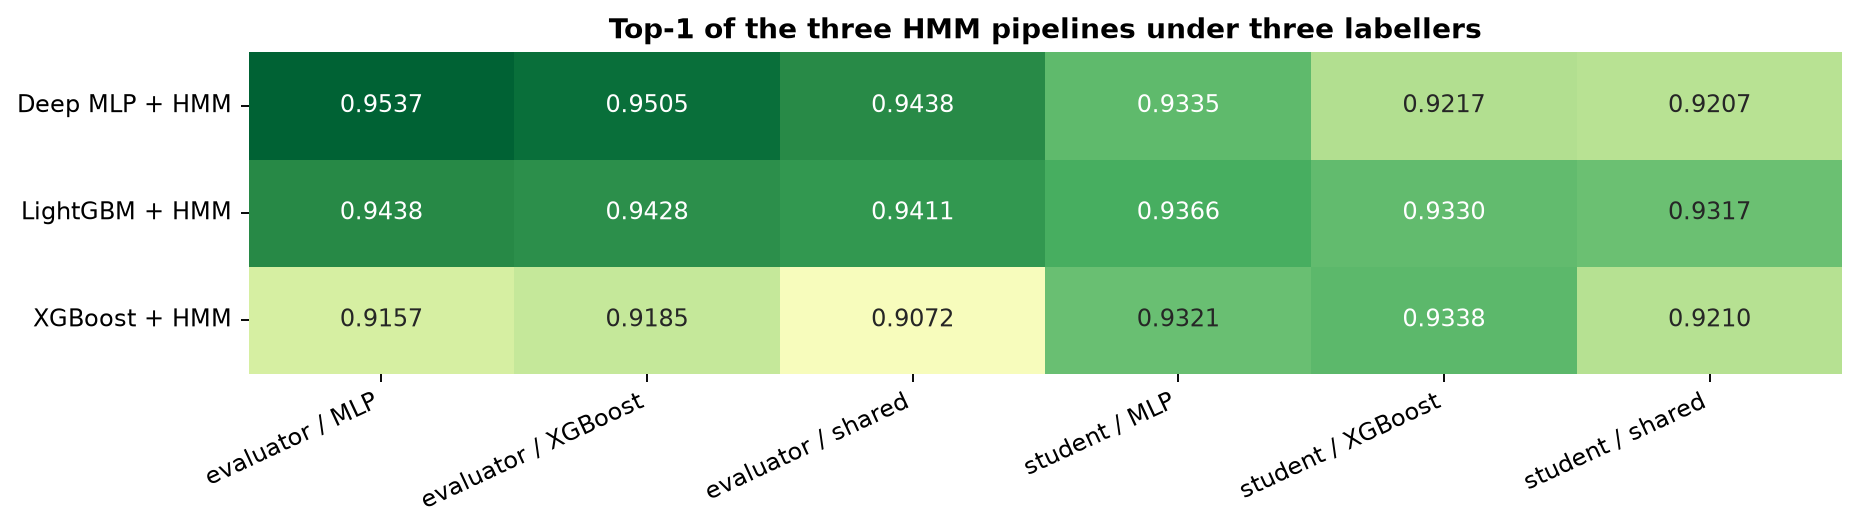 Top-1 of the three HMM pipelines under three labellers
Deep MLP + HMM 0.9537 0.9505 0.9438 0.9335 0.9217 0.9207
LightGBM + HMM 0.9438 0.9428 0.9411 0.9366 0.9330 0.9317
XGBoost + HMM 0.9157 0.9185 0.9072 0.9321 0.9338 0.9210
evaluator / MLP
evaluator / XGBoost
evaluator / shared
student / MLP
student / XGBoost
student / shared